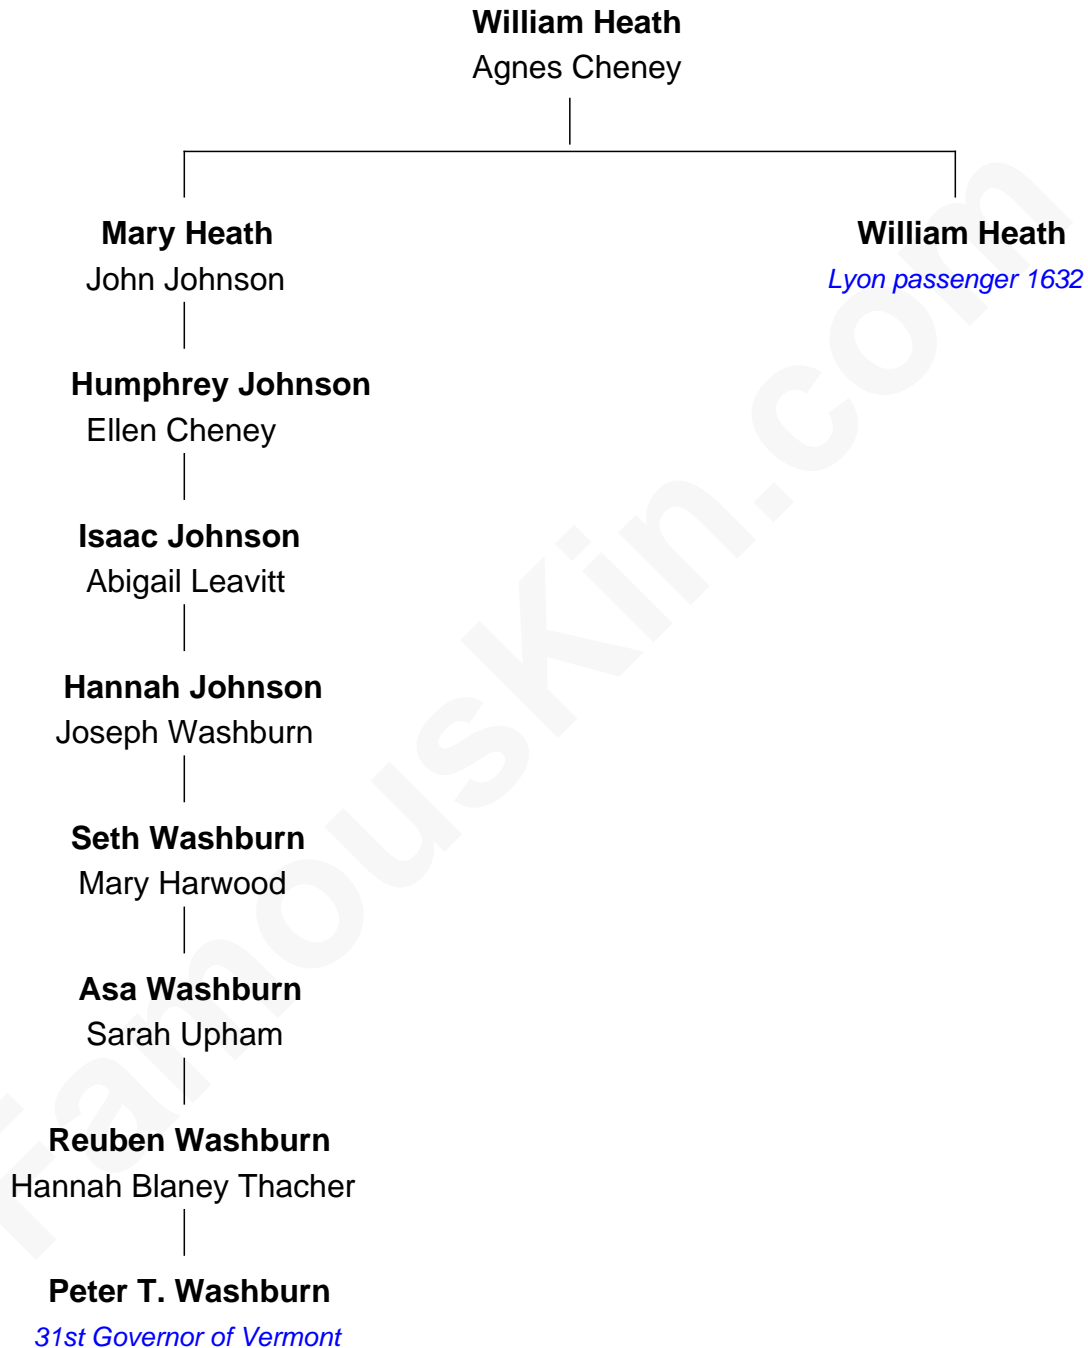 William Heath
Agnes Cheney
Mary Heath
John Johnson
William Heath
Lyon passenger 1632
Humphrey Johnson
Ellen Cheney
Isaac Johnson
Abigail Leavitt
Hannah Johnson
Joseph Washburn
Seth Washburn
Mary Harwood
Asa Washburn
Sarah Upham
Reuben Washburn
Hannah Blaney Thacher
Peter T. Washburn
31st Governor of Vermont
FamousKin.com